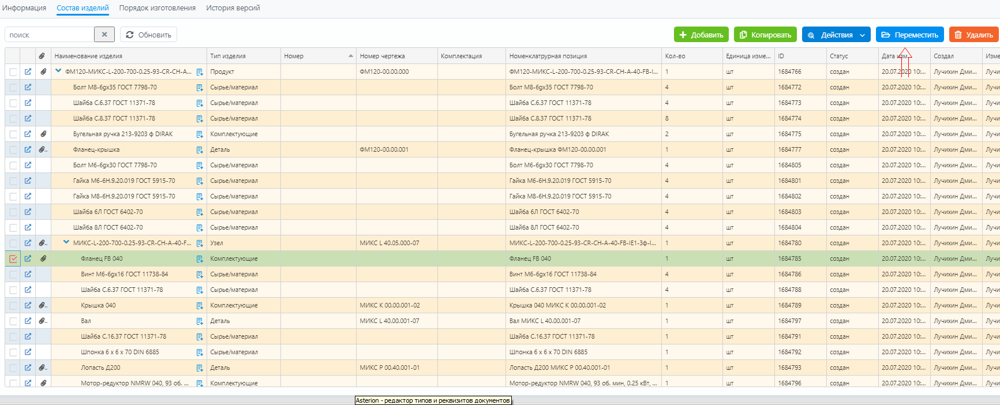 Информация Состав изделий Порядок изготовления История версий
поиск Обновить Добавить Копировать Действия Переместить Удалить
Наименование изделия Тип изделия Номер Номер чертежа Комплектация Номенклатрурная позиция Кол-во Единица изме... ID Статус Дата изм. Создал Изме
ФМ120-МИКС-L-200-700-0.25-93-CR-CH-A... Продукт ФМ120-00.00.000 ФМ120-МИКС-L-200-700-0.25-93-CR-CH-A-40-FB-I... 1 шт 1684766 создан 20.07.2020 10:... Лучихин Дми... Лучи
Болт М8-6gx35 ГОСТ 7798-70 Сырье/материал Болт М8-6gx35 ГОСТ 7798-70 4 шт 1684772 создан 20.07.2020 10:... Лучихин Дми... Лучи
Шайба С.6.37 ГОСТ 11371-78 Сырье/материал Шайба С.6.37 ГОСТ 11371-78 4 шт 1684773 создан 20.07.2020 10:... Лучихин Дми... Лучи
Шайба С.8.37 ГОСТ 11371-78 Сырье/материал Шайба С.8.37 ГОСТ 11371-78 8 шт 1684774 создан 20.07.2020 10:... Лучихин Дми... Лучи
Бугельная ручка 213-9203 ф DIRAK Комплектующие Бугельная ручка 213-9203 ф DIRAK 2 шт 1684775 создан 20.07.2020 10:... Лучихин Дми... Лучи
Фланец-крышка Деталь ФМ120-00.00.001 Фланец-крышка ФМ120-00.00.001 1 шт 1684777 создан 20.07.2020 10:... Лучихин Дми... Лучи
Болт М6-6gx30 ГОСТ 7798-70 Сырье/материал Болт М6-6gx30 ГОСТ 7798-70 4 шт 1684805 создан 20.07.2020 10:... Лучихин Дми... Лучи
Гайка М6-6H.9.20.019 ГОСТ 5915-70 Сырье/материал Гайка М6-6H.9.20.019 ГОСТ 5915-70 4 шт 1684801 создан 20.07.2020 10:... Лучихин Дми... Лучи
Гайка М8-6H.9.20.019 ГОСТ 5915-70 Сырье/материал Гайка М8-6H.9.20.019 ГОСТ 5915-70 4 шт 1684802 создан 20.07.2020 10:... Лучихин Дми... Лучи
Шайба 6Л ГОСТ 6402-70 Сырье/материал Шайба 6Л ГОСТ 6402-70 4 шт 1684803 создан 20.07.2020 10:... Лучихин Дми... Лучи
Шайба 8Л ГОСТ 6402-70 Сырье/материал Шайба 8Л ГОСТ 6402-70 4 шт 1684804 создан 20.07.2020 10:... Лучихин Дми... Лучи
МИКС-L-200-700-0.25-93-CR-CH-A-40-F... Узел МИКС L 40.05.000-07 МИКС-L-200-700-0.25-93-CR-CH-A-40-FB-IE1-3ф-I... 1 шт 1684780 создан 20.07.2020 10:... Лучихин Дми... Лучи
Фланец FB 040 Комплектующие Фланец FB 040 1 шт 1684785 создан 20.07.2020 10:... Лучихин Дми... Лучи
Винт М6-6gx16 ГОСТ 11738-84 Сырье/материал Винт М6-6gx16 ГОСТ 11738-84 4 шт 1684786 создан 20.07.2020 10:... Лучихин Дми... Лучи
Шайба С.6.37 ГОСТ 11371-78 Сырье/материал Шайба С.6.37 ГОСТ 11371-78 4 шт 1684788 создан 20.07.2020 10:... Лучихин Дми... Лучи
Крышка 040 Комплектующие МИКС К 00.00.001-02 Крышка 040 МИКС К 00.00.001-02 1 шт 1684789 создан 20.07.2020 10:... Лучихин Дми... Лучи
Вал Деталь МИКС L 40.00.001-07 Вал МИКС L 40.00.001-07 1 шт 1684797 создан 20.07.2020 10:... Лучихин Дми... Лучи
Шайба С.16.37 ГОСТ 11371-78 Сырье/материал Шайба С.16.37 ГОСТ 11371-78 1 шт 1684791 создан 20.07.2020 10:... Лучихин Дми... Лучи
Шпонка 6 x 6 x 70 DIN 6885 Сырье/материал Шпонка 6 x 6 x 70 DIN 6885 1 шт 1684792 создан 20.07.2020 10:... Лучихин Дми... Лучи
Лопасть Д200 Деталь МИКС Р 00.40.001-01 Лопасть Д200 МИКС Р 00.40.001-01 1 шт 1684793 создан 20.07.2020 10:... Лучихин Дми... Лучи
Мотор-редуктор NMRW 040, 93 об. ... Комплектующие Мотор-редуктор NMRW 040, 93 об. мин, 0.25 кВт, ... 1 шт 1684796 создан 20.07.2020 10:... Лучихин Дми... Лучи
Asterion - редактор типов и реквизитов документов